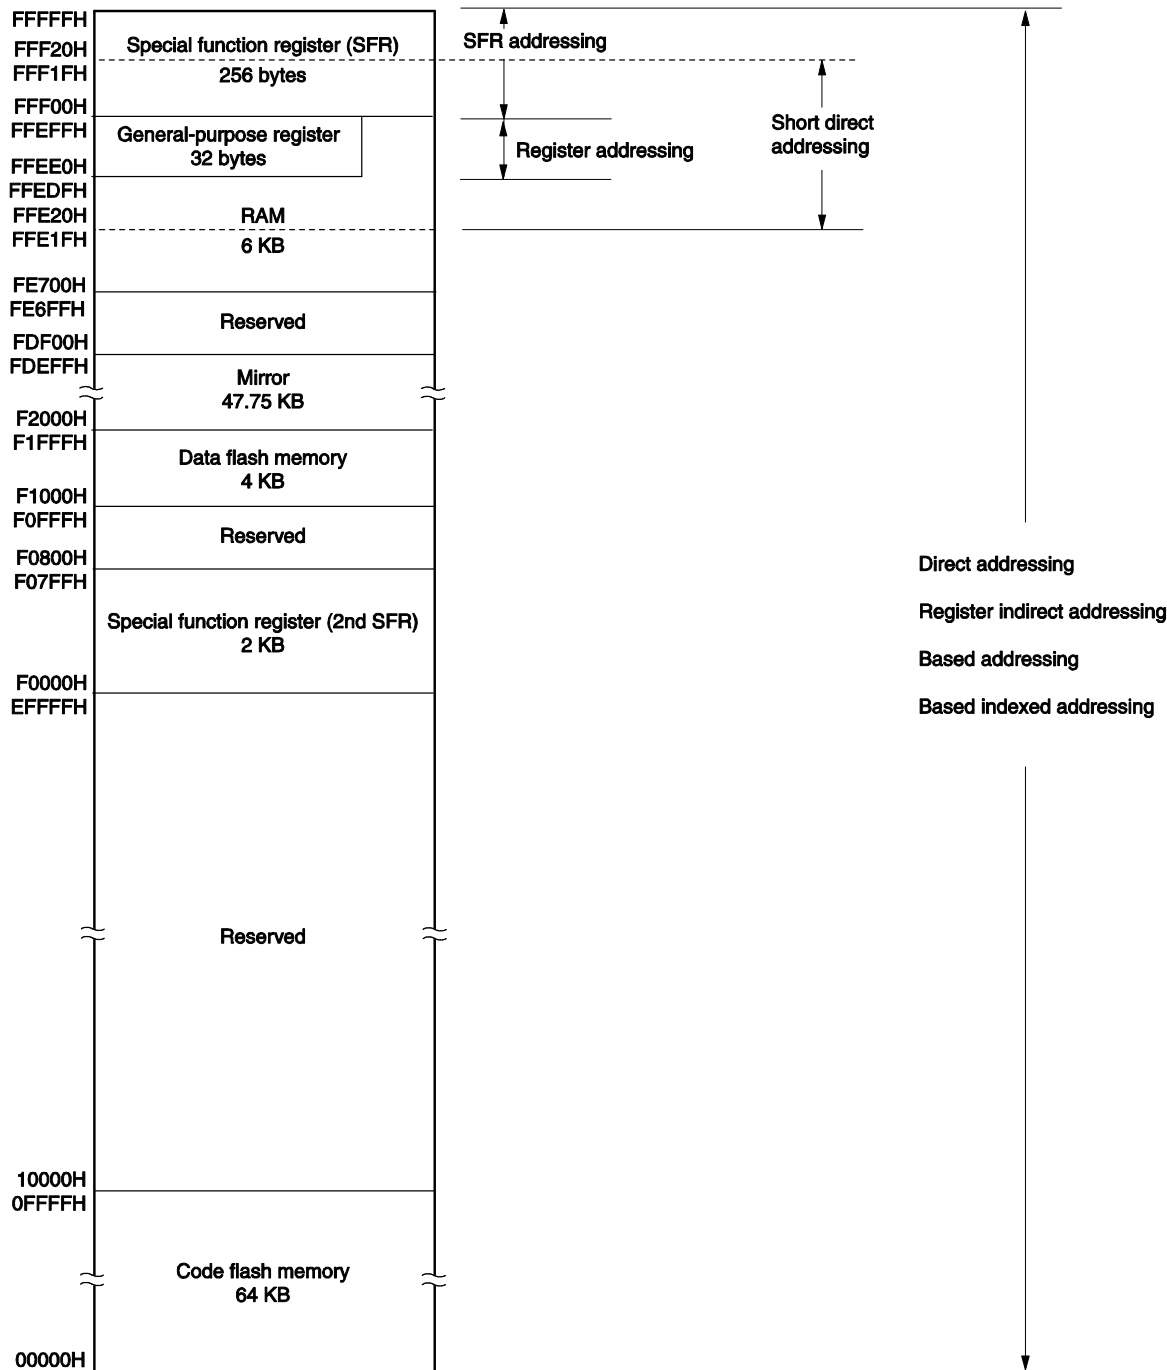 FFFFFH
Special function register (SFR)
SFR addressing
FFF20H
FFF1FH
256 bytes
FFF00H
FFEFFH
General-purpose register
32 bytes
Register addressing
Short direct
addressing
FFEE0H
FFEDFH
FFE20H
RAM
FFE1FH
6 KB
FE700H
FE6FFH
Reserved
FDF00H
FDEFFH
Mirror
47.75 KB
F2000H
F1FFFH
Data flash memory
4 KB
F1000H
F0FFFH
Reserved
F0800H
F07FFH
Direct addressing
Register indirect addressing
Special function register (2nd SFR)
2 KB
Based addressing
F0000H
EFFFFH
Based indexed addressing
Reserved
10000H
0FFFFH
Code flash memory
64 KB
00000H